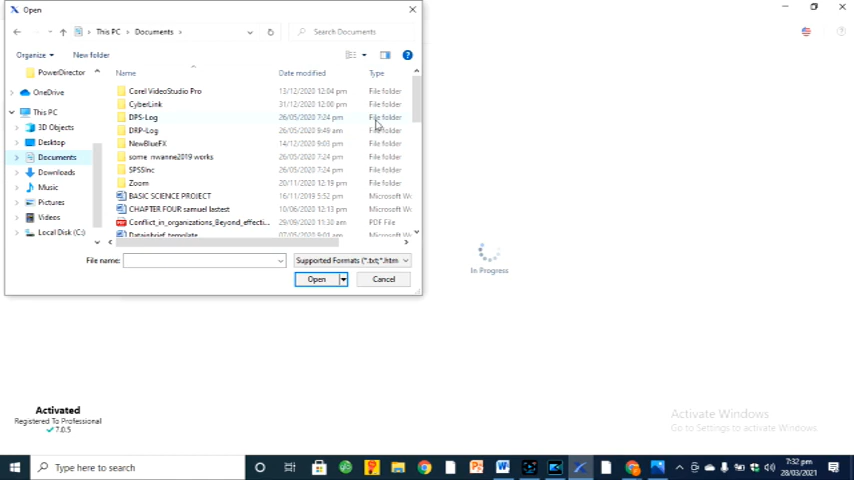 Open
This PC > Documents >
Search Documents
Organize
New folder
PowerDirector
OneDrive
This PC
3D Objects
Desktop
Documents
Downloads
Music
Pictures
Videos
Local Disk (C:)
Name Date modified Type
Corel VideoStudio Pro 13/12/2020 12:04 pm File folder
CyberLink 31/12/2020 12:00 pm File folder
DPS-Log 26/05/2020 7:24 pm File folder
DRP-Log 26/05/2020 9:49 am File folder
NewBlueFX 14/12/2020 9:03 pm File folder
some nwanne2019 works 26/05/2020 7:24 pm File folder
SPSSInc 26/05/2020 7:24 pm File folder
Zoom 20/11/2020 12:19 pm File folder
BASIC SCIENCE PROJECT 16/11/2019 5:52 pm Microsoft Wo
CHAPTER FOUR samuel lastest 10/06/2020 12:13 pm Microsoft Wo
Conflict_in_organizations_Beyond_effecti... 29/09/2020 11:30 am PDF File
File name:
Supported Formats (*.txt;*.htm
Open
Cancel
In Progress
Activated
Registered To Professional
7.0.5
Activate Windows
Go to Settings to activate Windows.
Type here to search
7:32 pm
28/03/2021